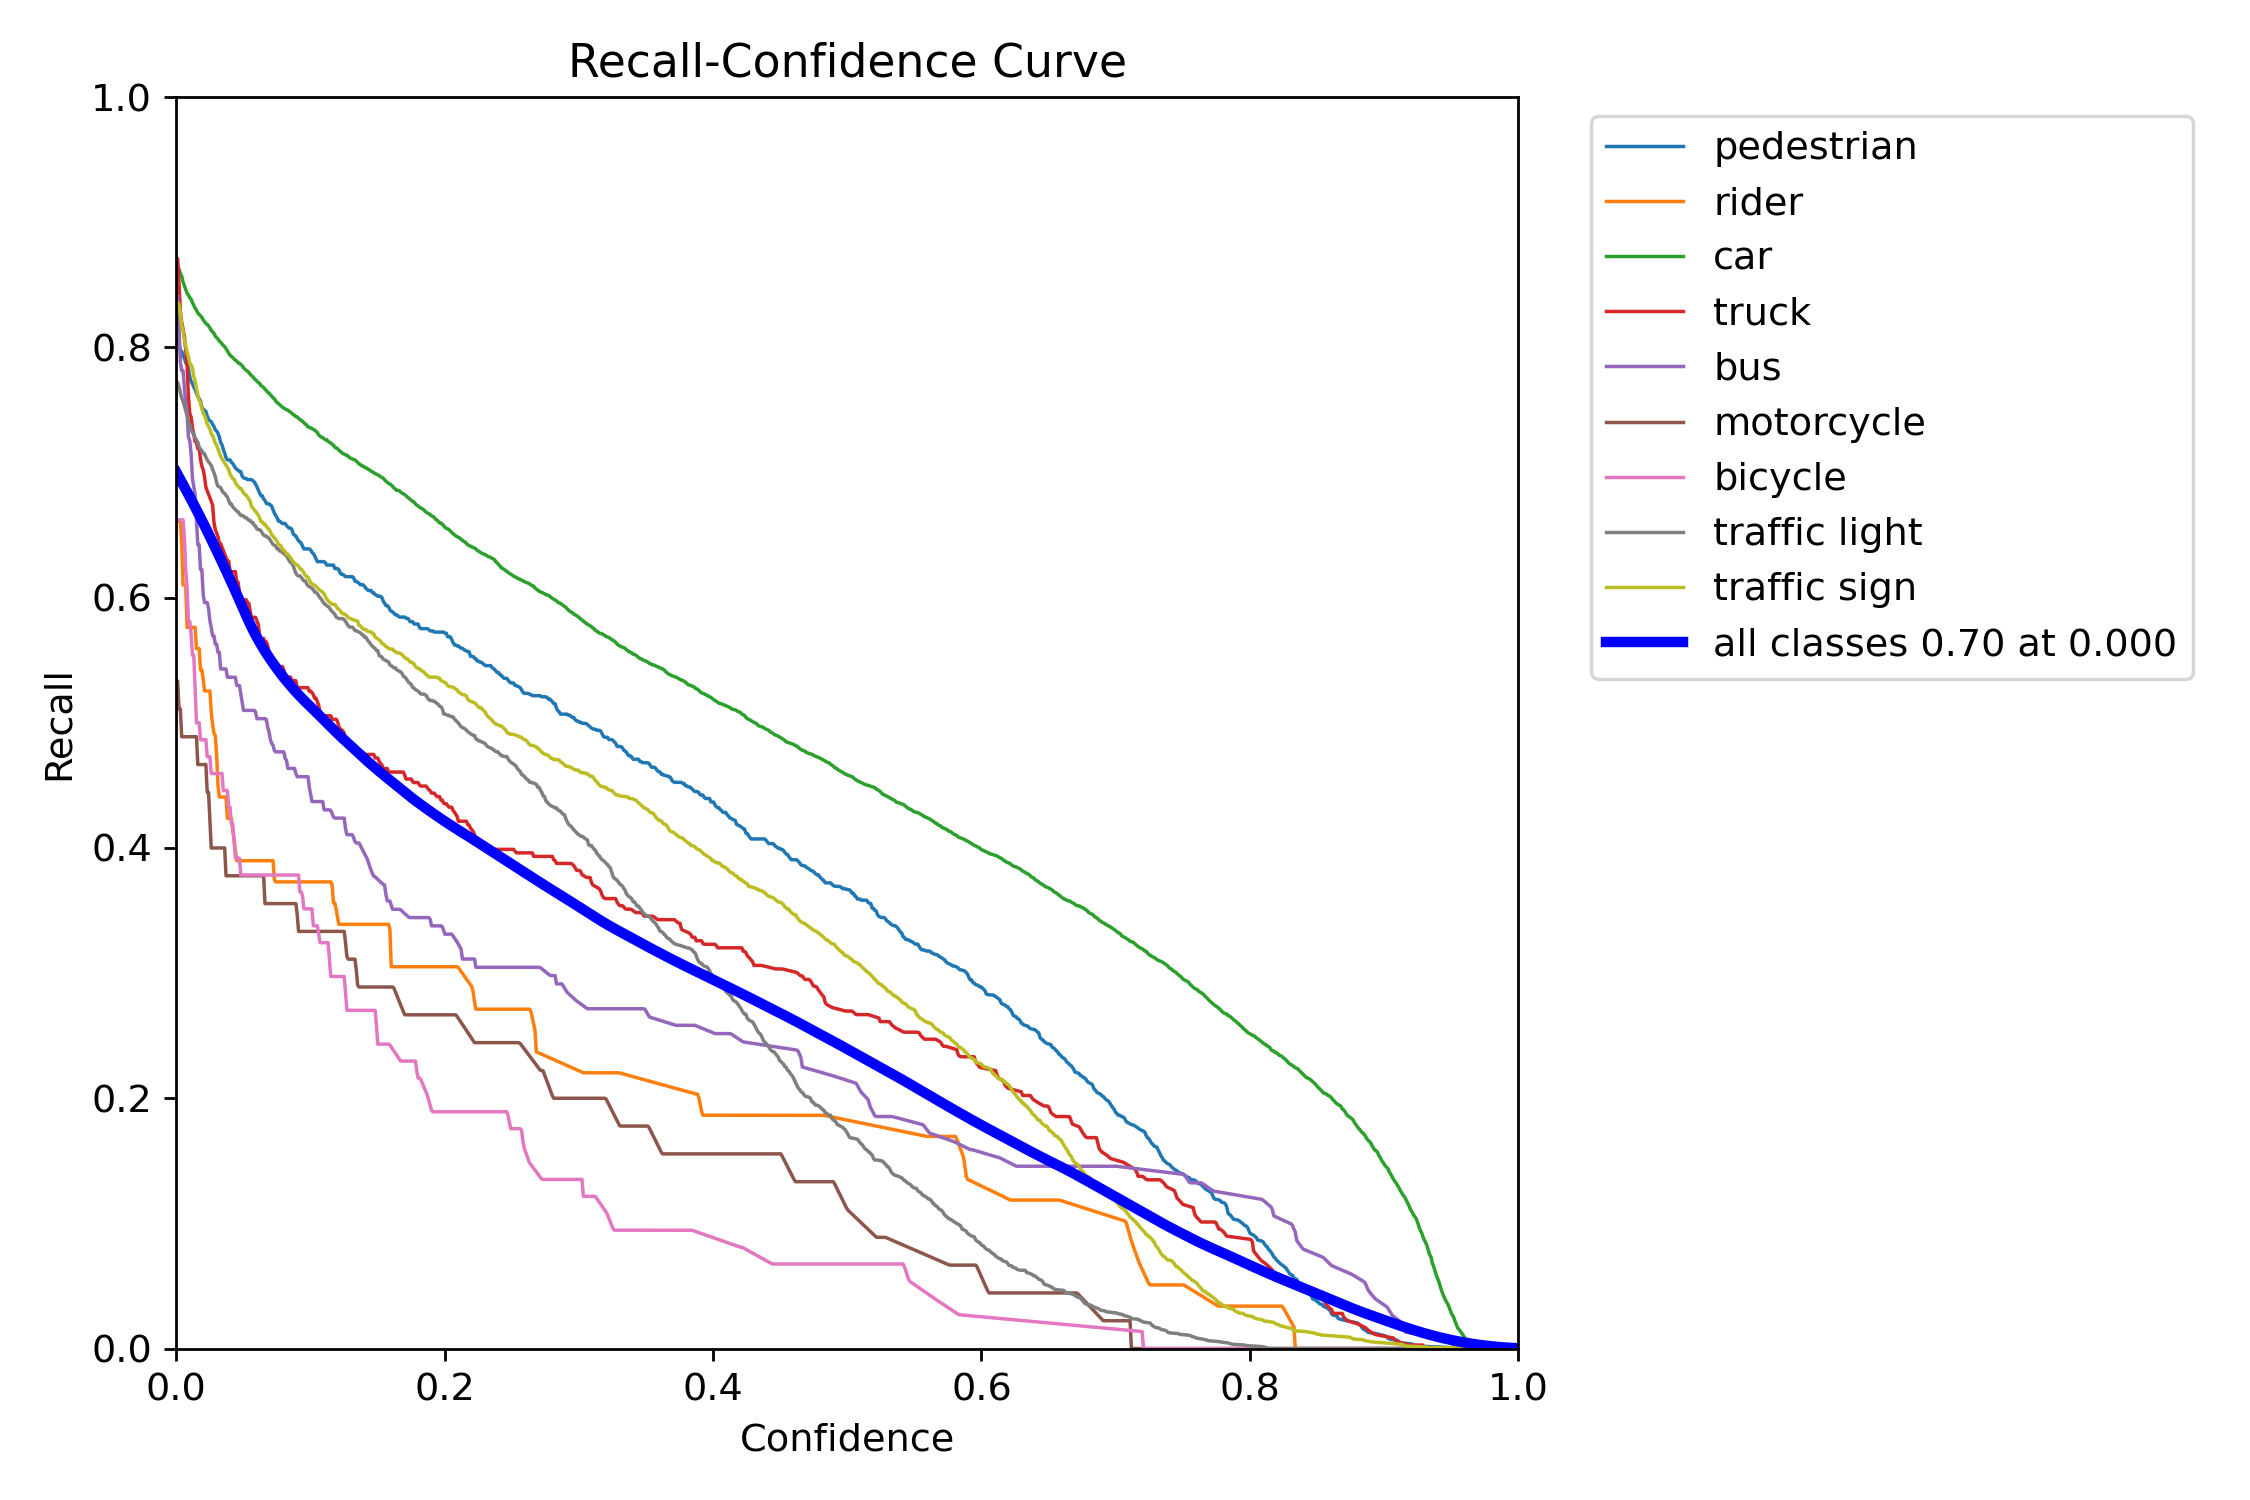 Recall-Confidence Curve
1.0
0.8
0.6
0.4
0.2
0.0
Recall
0.0 0.2 0.4 0.6 0.8 1.0
Confidence
pedestrian
rider
car
truck
bus
motorcycle
bicycle
traffic light
traffic sign
all classes 0.70 at 0.000